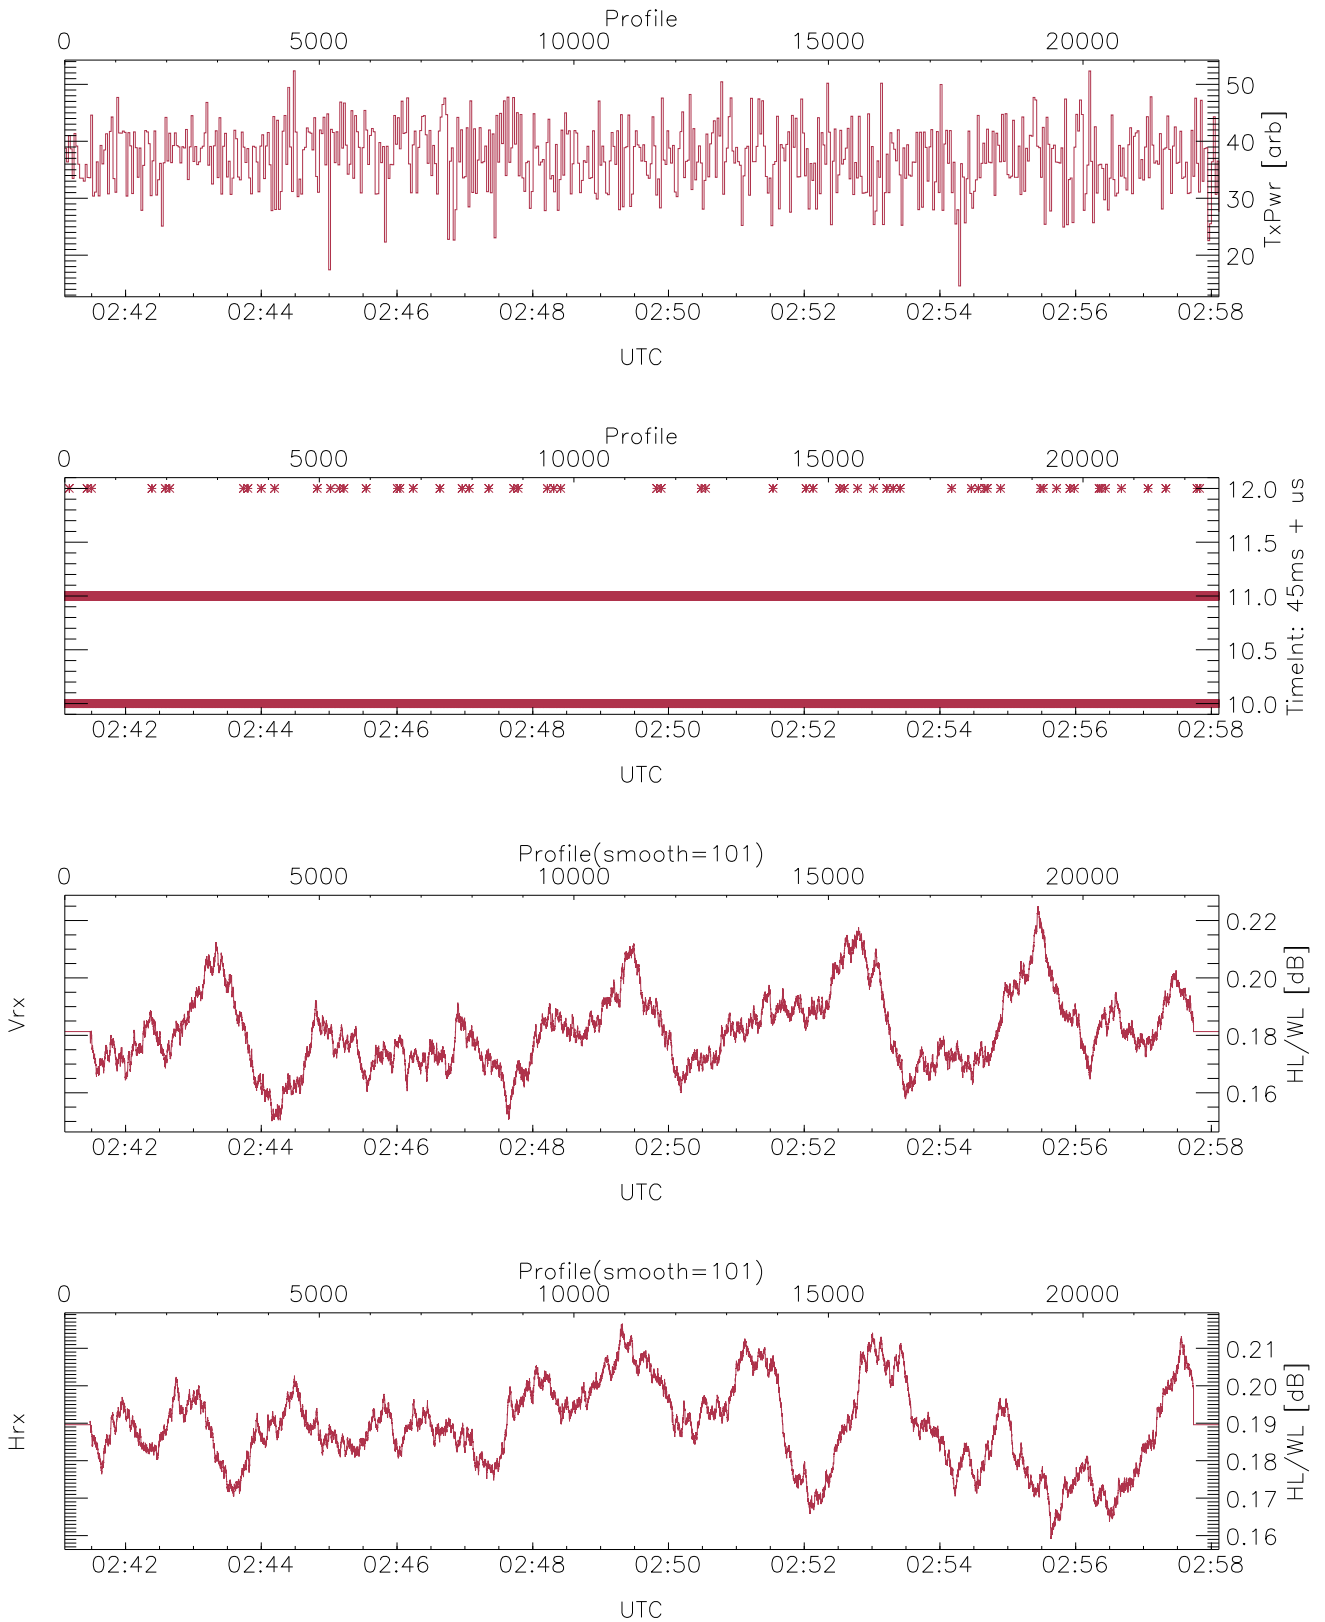 Profile
0 5000 10000 15000 20000
50
40
30
20
TxPwr [arb]
02:42 02:44 02:46 02:48 02:50 02:52 02:54 02:56 02:58
UTC
Profile
0 5000 10000 15000 20000
12.0
11.5
11.0
10.5
10.0
TimeInt: 45ms + us
02:42 02:44 02:46 02:48 02:50 02:52 02:54 02:56 02:58
UTC
Profile(smooth=101)
0 5000 10000 15000 20000
Vrx
0.22
0.20
0.18
0.16
HL/WL [dB]
02:42 02:44 02:46 02:48 02:50 02:52 02:54 02:56 02:58
UTC
Profile(smooth=101)
0 5000 10000 15000 20000
Hrx
0.21
0.20
0.19
0.18
0.17
0.16
HL/WL [dB]
02:42 02:44 02:46 02:48 02:50 02:52 02:54 02:56 02:58
UTC